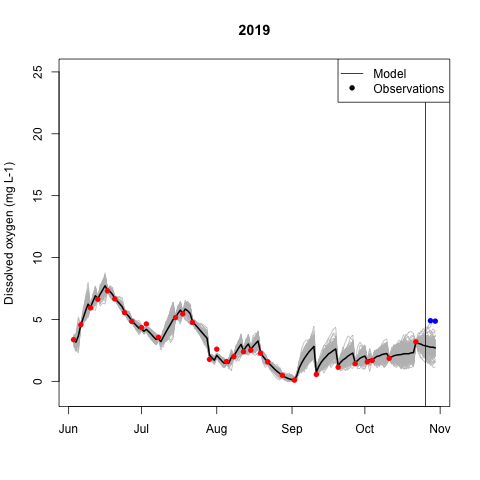 2019
Dissolved oxygen (mg L-1)
25
20
15
10
5
0
Model
Observations
Jun Jul Aug Sep Oct Nov